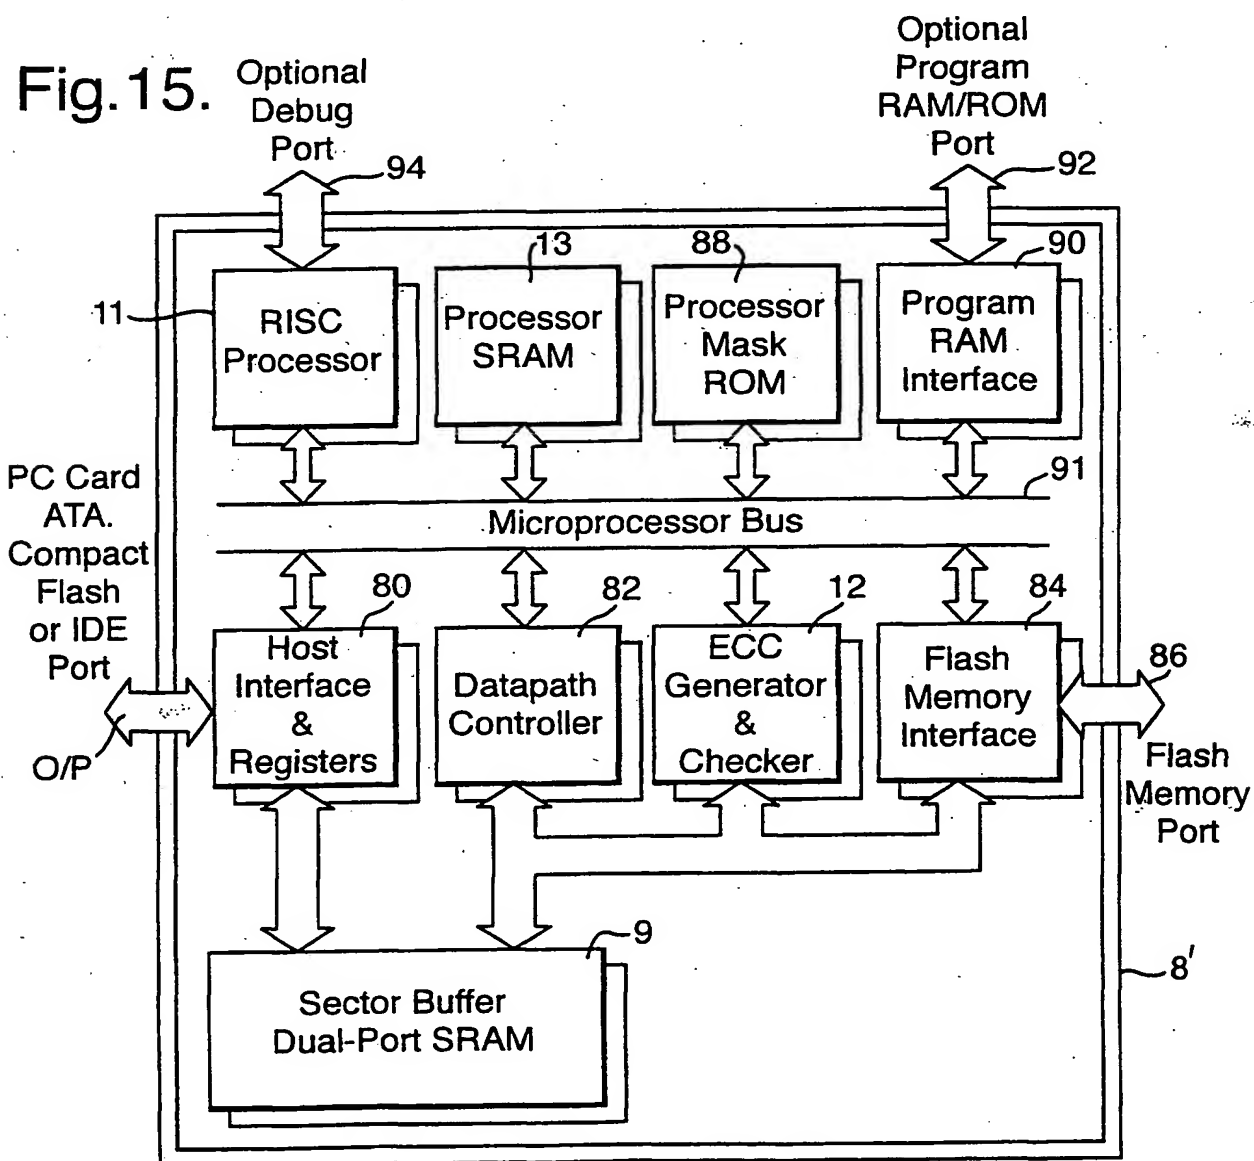 Fig.15.
Optional
Debug
Port
94
Optional
Program
RAM/ROM
Port
92
11
RISC
Processor
13
Processor
SRAM
88
Processor
Mask
ROM
90
Program
RAM
Interface
91
Microprocessor Bus
PC Card
ATA.
Compact
Flash
or IDE
Port
O/P
80
Host
Interface
&
Registers
82
Datapath
Controller
12
ECC
Generator
&
Checker
84
Flash
Memory
Interface
86
Flash
Memory
Port
9
Sector Buffer
Dual-Port SRAM
8'